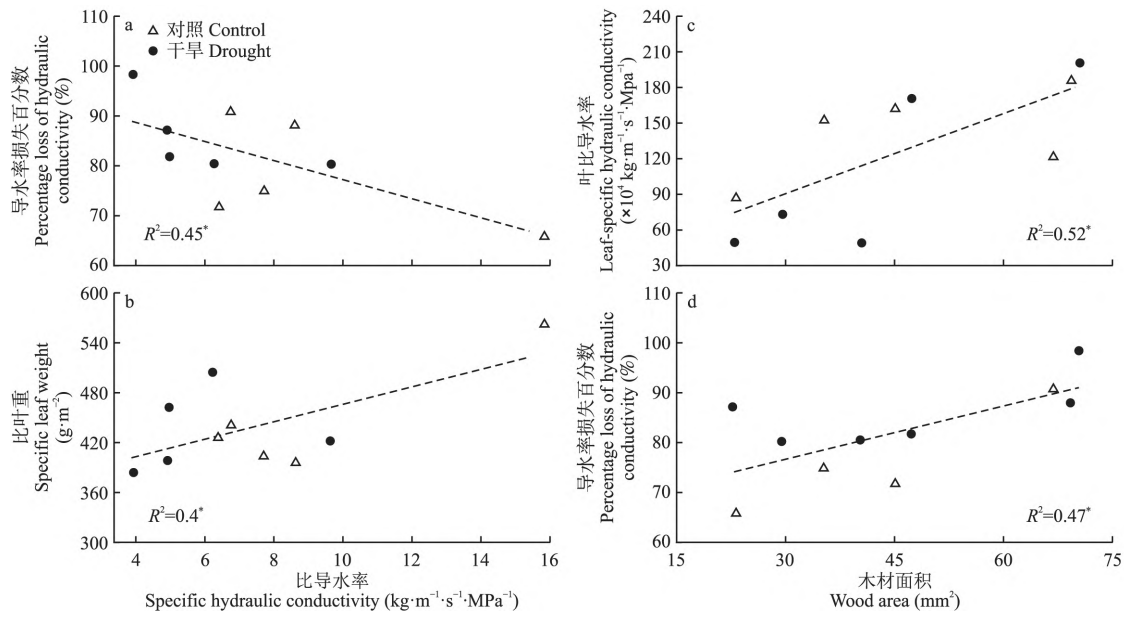 a
△ 对照 Control
● 干旱 Drought
导水率损失百分数
Percentage loss of hydraulic
conductivity (%)
110
100
90
80
70
60
R²=0.45*
c
叶比导水率
Leaf-specific hydraulic conductivity
(×10⁴ kg·m⁻¹·s⁻¹·Mpa⁻¹)
240
210
180
150
120
90
60
30
R²=0.52*
b
比叶重
Specific leaf weight
(g·m⁻²)
600
540
480
420
360
300
R²=0.4*
4 6 8 10 12 14 16
比导水率
Specific hydraulic conductivity (kg·m⁻¹·s⁻¹·MPa⁻¹)
d
导水率损失百分数
Percentage loss of hydraulic
conductivity (%)
110
100
90
80
70
60
R²=0.47*
15 30 45 60 75
木材面积
Wood area (mm²)